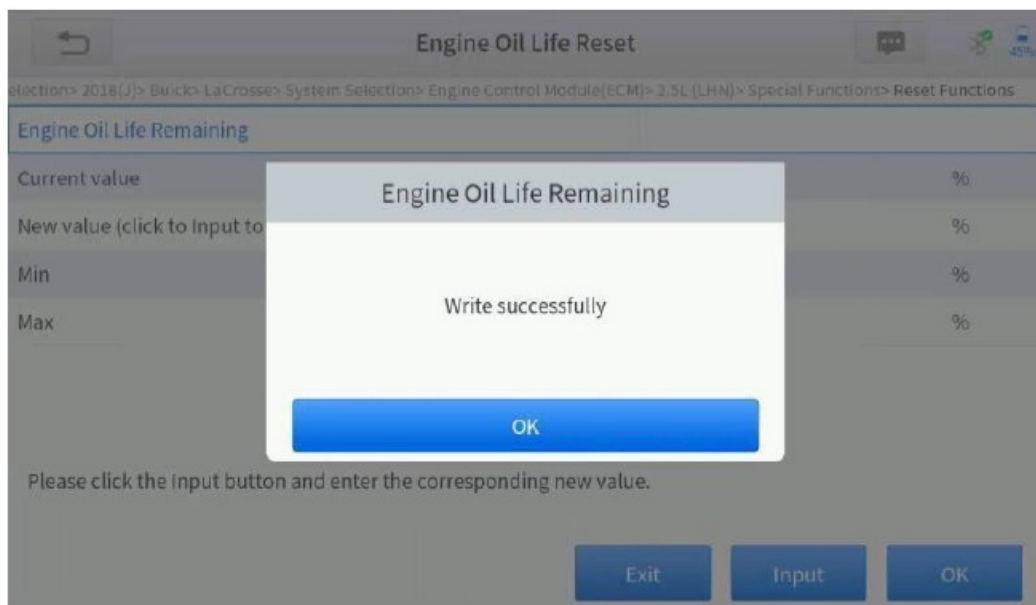 Engine Oil Life Reset
45%
election> 2018(J)> Buick> LaCrosse> System Selection> Engine Control Module(ECM)> 2.5L (LHN)> Special Functions> Reset Functions
Engine Oil Life Remaining
Current value %
New value (click to Input to %
Min %
Max %
Engine Oil Life Remaining
Write successfully
OK
Please click the Input button and enter the corresponding new value.
Exit Input OK